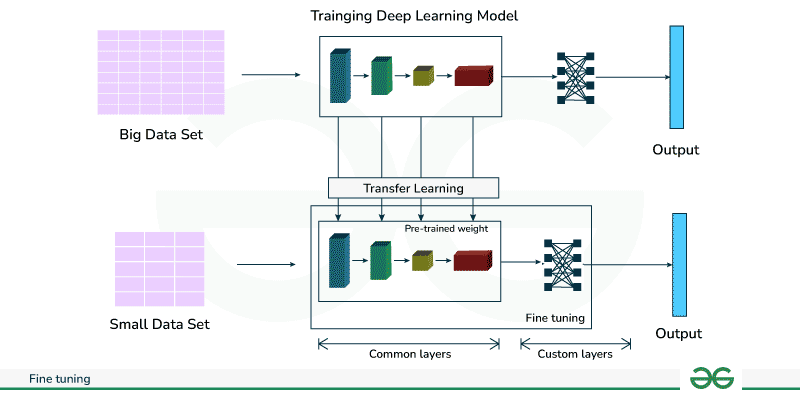 Trainging Deep Learning Model
Big Data Set
Output
Transfer Learning
Pre-trained weight
Small Data Set
Fine tuning
Output
Common layers
Custom layers
Fine tuning